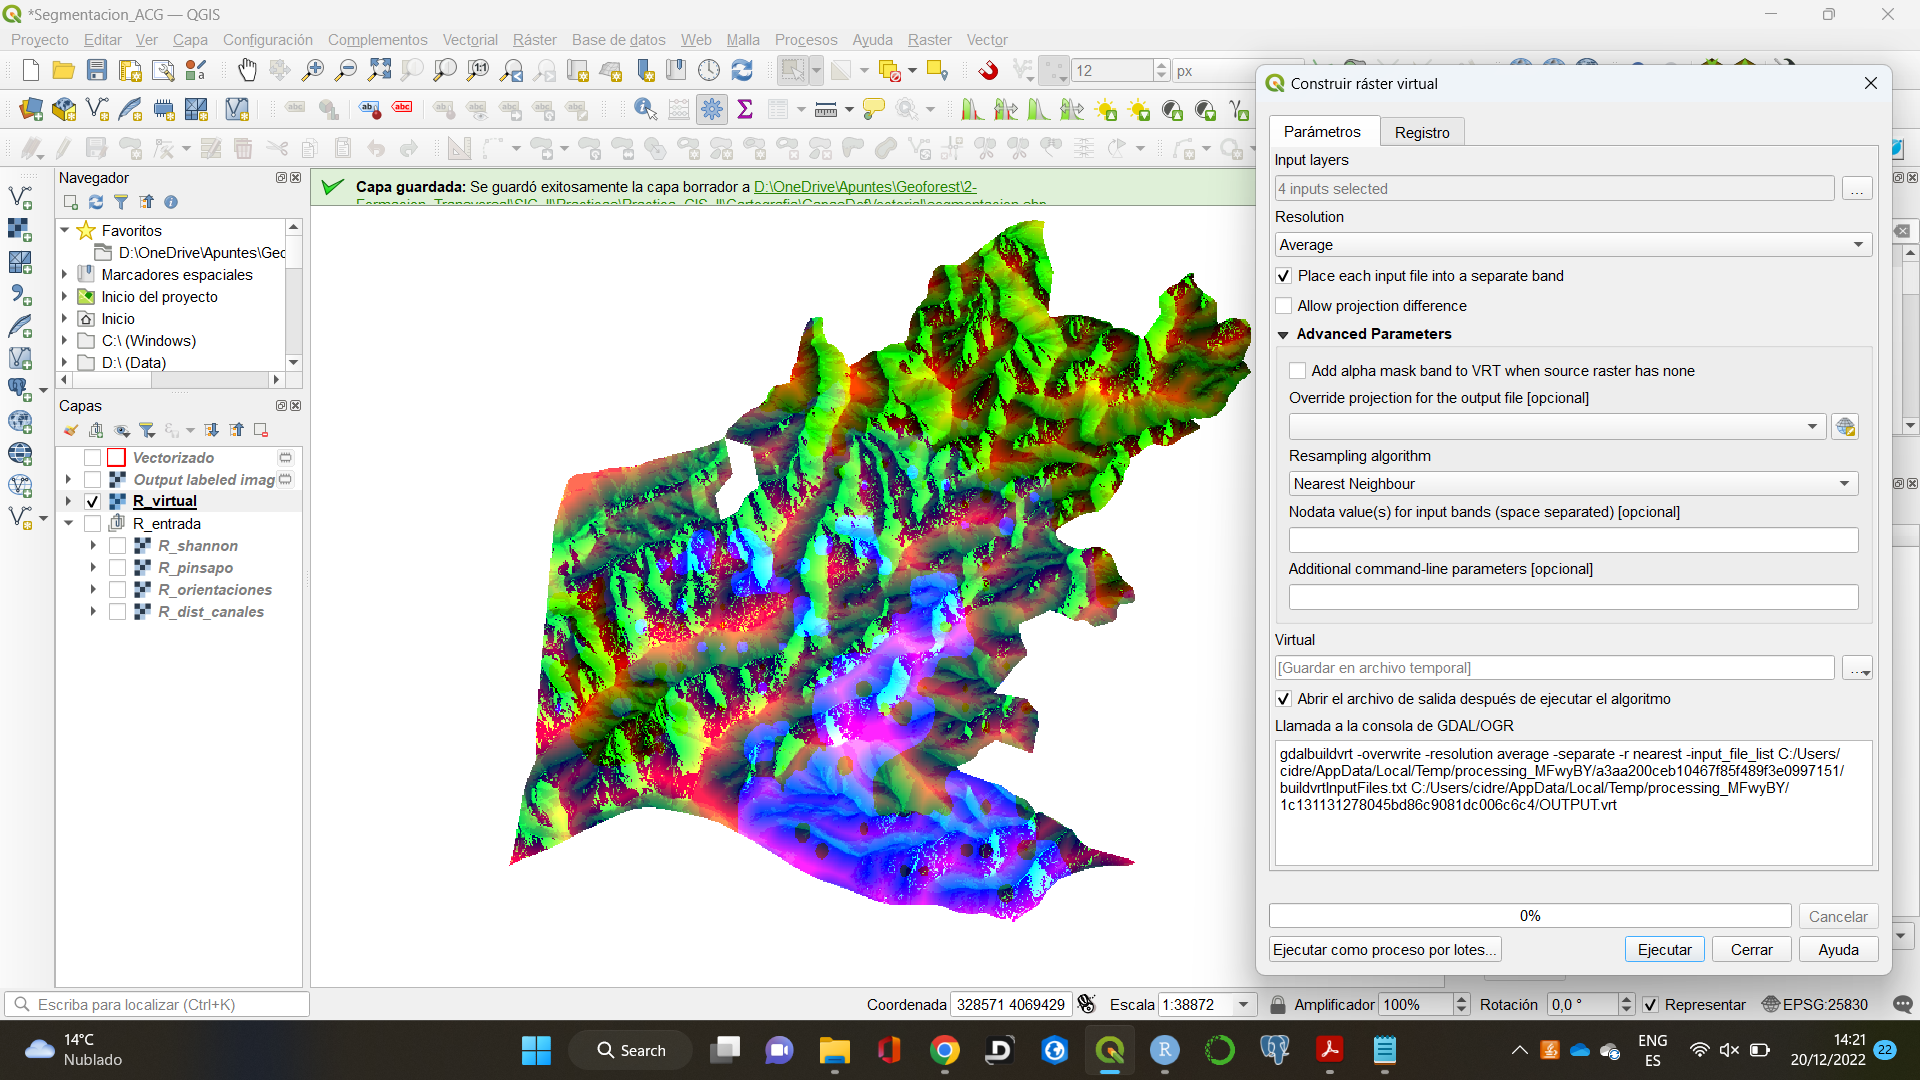 *Segmentacion_ACG — QGIS
Proyecto Editar Ver Capa Configuración Complementos Vectorial Ráster Base de datos Web Malla Procesos Ayuda Raster Vector
12 px
Navegador
Favoritos
D:\OneDrive\Apuntes\Geo
Marcadores espaciales
Inicio del proyecto
Inicio
C:\ (Windows)
D:\ (Data)
Capas
Vectorizado
Output labeled imag
R_virtual
R_entrada
R_shannon
R_pinsapo
R_orientaciones
R_dist_canales
Capa guardada: Se guardó exitosamente la capa borrador a D:\OneDrive\Apuntes\Geoforest\2-
Construir ráster virtual
Parámetros Registro
Input layers
4 inputs selected
…
Resolution
Average
Place each input file into a separate band
Allow projection difference
Advanced Parameters
Add alpha mask band to VRT when source raster has none
Override projection for the output file [opcional]
Resampling algorithm
Nearest Neighbour
Nodata value(s) for input bands (space separated) [opcional]
Additional command-line parameters [opcional]
Virtual
[Guardar en archivo temporal]
…
Abrir el archivo de salida después de ejecutar el algoritmo
Llamada a la consola de GDAL/OGR
gdalbuildvrt -overwrite -resolution average -separate -r nearest -input_file_list C:/Users/
cidre/AppData/Local/Temp/processing_MFwyBY/a3aa200ceb10467f85f489f3e0997151/
buildvrtInputFiles.txt C:/Users/cidre/AppData/Local/Temp/processing_MFwyBY/
1c131131278045bd86c9081dc006c6c4/OUTPUT.vrt
0%
Cancelar
Ejecutar como proceso por lotes…
Ejecutar
Cerrar
Ayuda
Escriba para localizar (Ctrl+K)
Coordenada 328571 4069429 Escala 1:38872 Amplificador 100% Rotación 0,0 ° Representar EPSG:25830
14°C
Nublado
Search
ENG
ES
14:21
20/12/2022
22